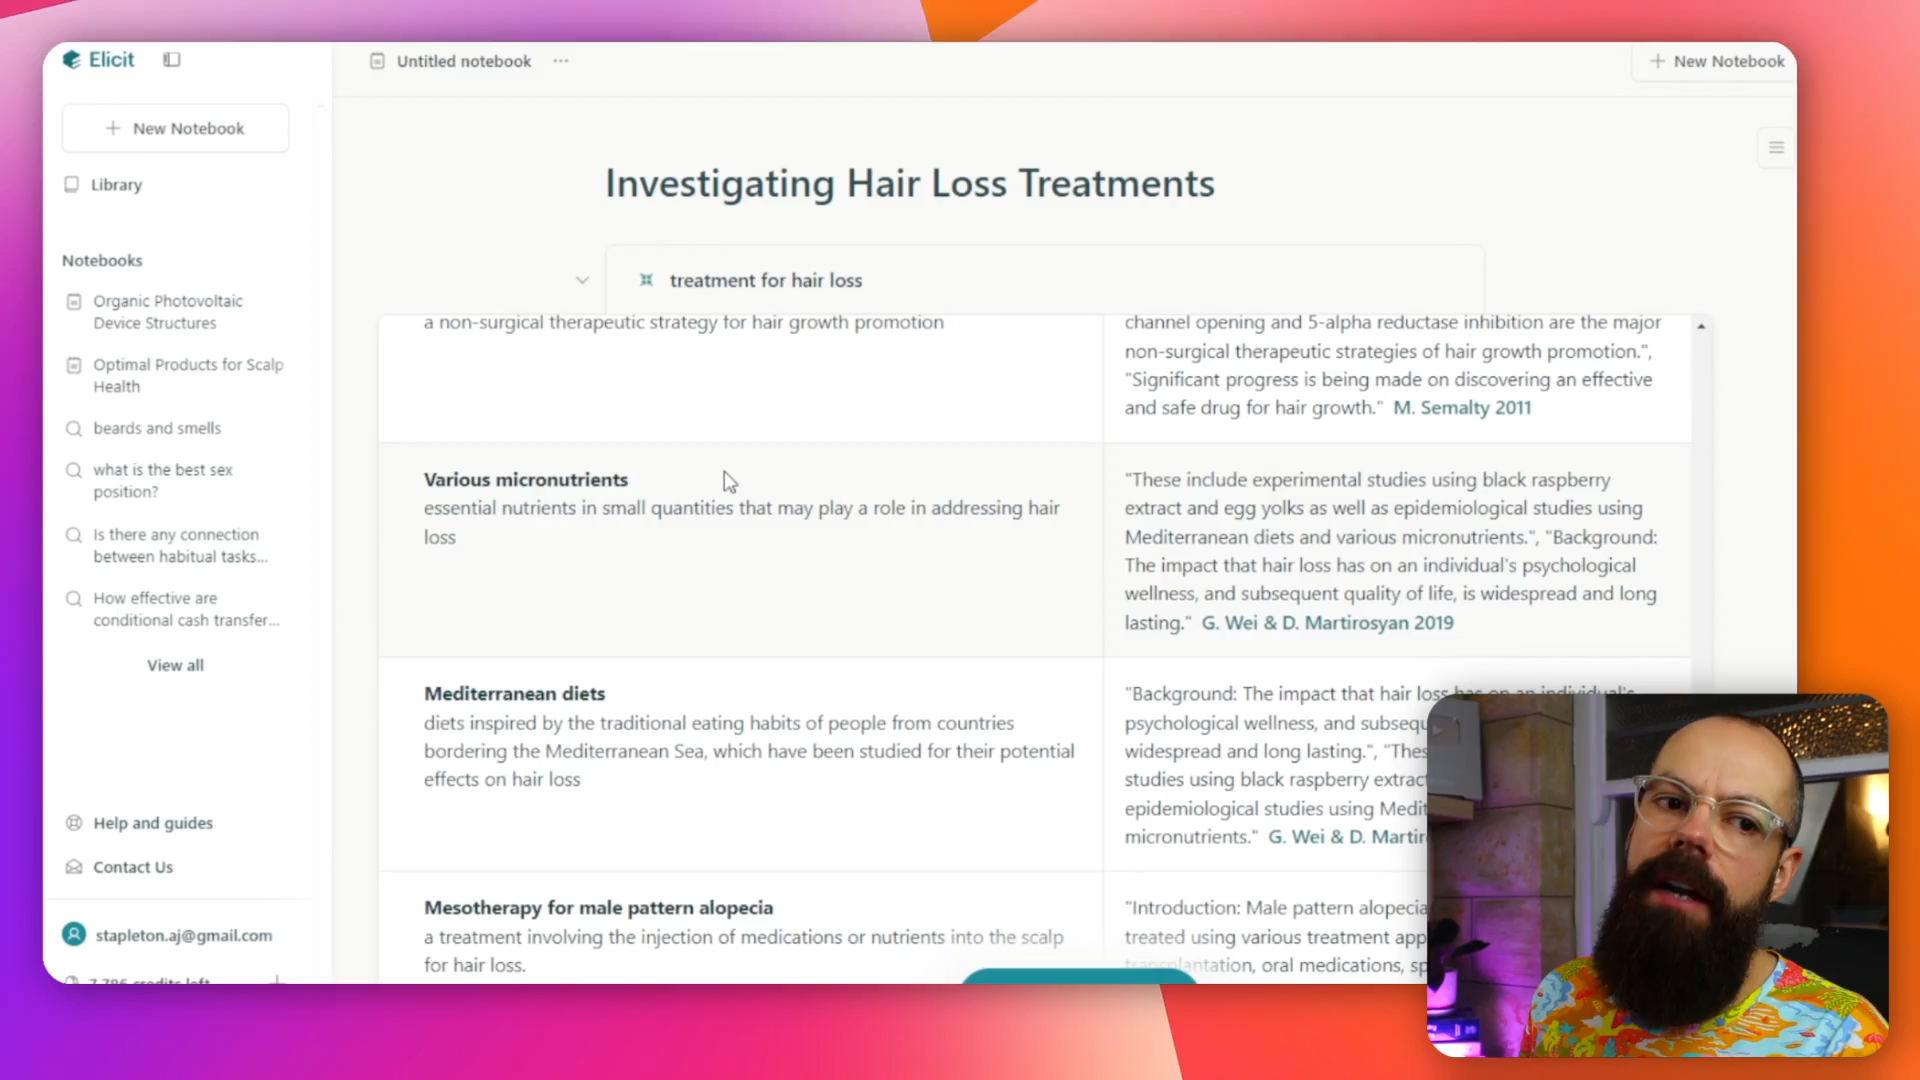 Elicit
New Notebook
Library
Notebooks
Organic Photovoltaic
Device Structures
Optimal Products for Scalp
Health
beards and smells
what is the best sex
position?
Is there any connection
between habitual tasks...
How effective are
conditional cash transfer...
View all
Help and guides
Contact Us
stapleton.aj@gmail.com
7,786 credits left
Untitled notebook
New Notebook
Investigating Hair Loss Treatments
treatment for hair loss
a non-surgical therapeutic strategy for hair growth promotion
channel opening and 5-alpha reductase inhibition are the major
non-surgical therapeutic strategies of hair growth promotion.",
"Significant progress is being made on discovering an effective
and safe drug for hair growth." M. Semalty 2011
Various micronutrients
essential nutrients in small quantities that may play a role in addressing hair
loss
"These include experimental studies using black raspberry
extract and egg yolks as well as epidemiological studies using
Mediterranean diets and various micronutrients.", "Background:
The impact that hair loss has on an individual's psychological
wellness, and subsequent quality of life, is widespread and long
lasting." G. Wei & D. Martirosyan 2019
Mediterranean diets
diets inspired by the traditional eating habits of people from countries
bordering the Mediterranean Sea, which have been studied for their potential
effects on hair loss
"Background: The impact that hair loss has on an individual's
psychological wellness, and subsequ
widespread and long lasting.", "Thes
studies using black raspberry extract
epidemiological studies using Medit
micronutrients." G. Wei & D. Martir
Mesotherapy for male pattern alopecia
a treatment involving the injection of medications or nutrients into the scalp
for hair loss.
"Introduction: Male pattern alopecia
treated using various treatment app
transplantation, oral medications, sp